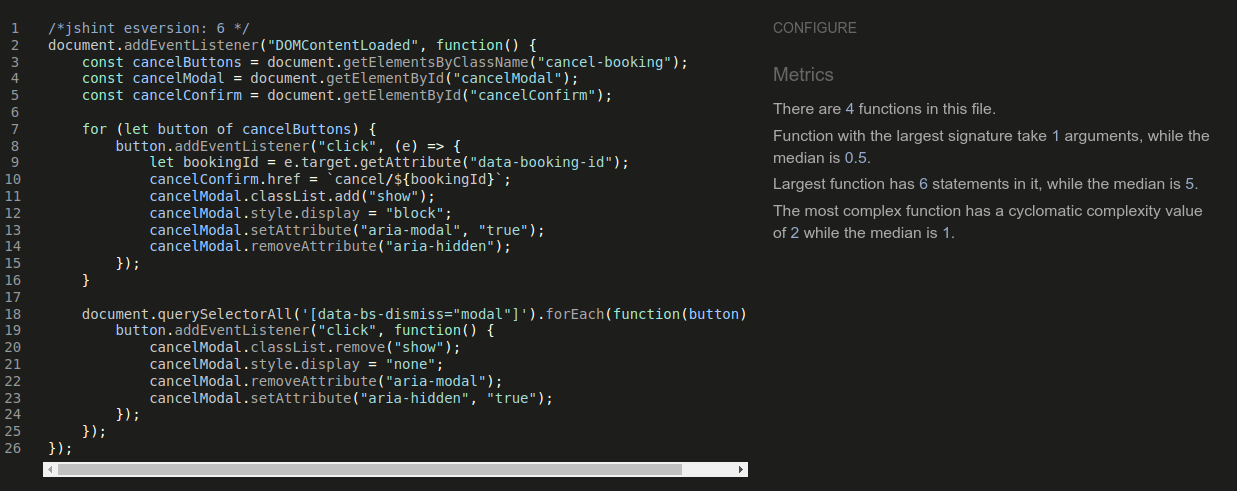 1 /*jshint esversion: 6 */
2 document.addEventListener("DOMContentLoaded", function() {
3     const cancelButtons = document.getElementsByClassName("cancel-booking");
4     const cancelModal = document.getElementById("cancelModal");
5     const cancelConfirm = document.getElementById("cancelConfirm");
6
7     for (let button of cancelButtons) {
8         button.addEventListener("click", (e) => {
9             let bookingId = e.target.getAttribute("data-booking-id");
10             cancelConfirm.href = `cancel/${bookingId}`;
11             cancelModal.classList.add("show");
12             cancelModal.style.display = "block";
13             cancelModal.setAttribute("aria-modal", "true");
14             cancelModal.removeAttribute("aria-hidden");
15         });
16     }
17
18     document.querySelectorAll('[data-bs-dismiss="modal"]').forEach(function(button)
19         button.addEventListener("click", function() {
20             cancelModal.classList.remove("show");
21             cancelModal.style.display = "none";
22             cancelModal.removeAttribute("aria-modal");
23             cancelModal.setAttribute("aria-hidden", "true");
24         });
25     });
26 });
CONFIGURE
Metrics
There are 4 functions in this file.
Function with the largest signature take 1 arguments, while the
median is 0.5.
Largest function has 6 statements in it, while the median is 5.
The most complex function has a cyclomatic complexity value
of 2 while the median is 1.